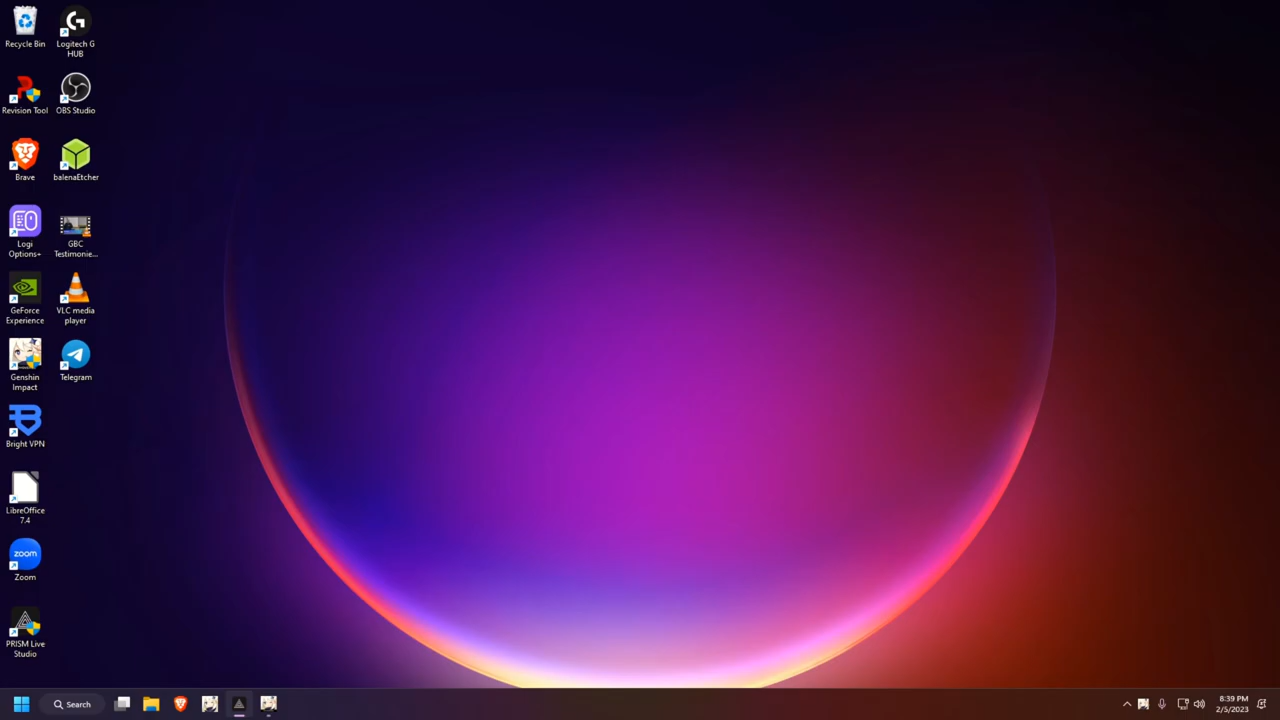 Recycle Bin
Logitech G
HUB
Revision Tool
OBS Studio
Brave
balenaEtcher
Logi
Options+
GBC
Testimonie...
GeForce
Experience
VLC media
player
Genshin
Impact
Telegram
Bright VPN
LibreOffice
7.4
zoom
Zoom
PRISM Live
Studio
Search
8:39 PM
2/5/2023